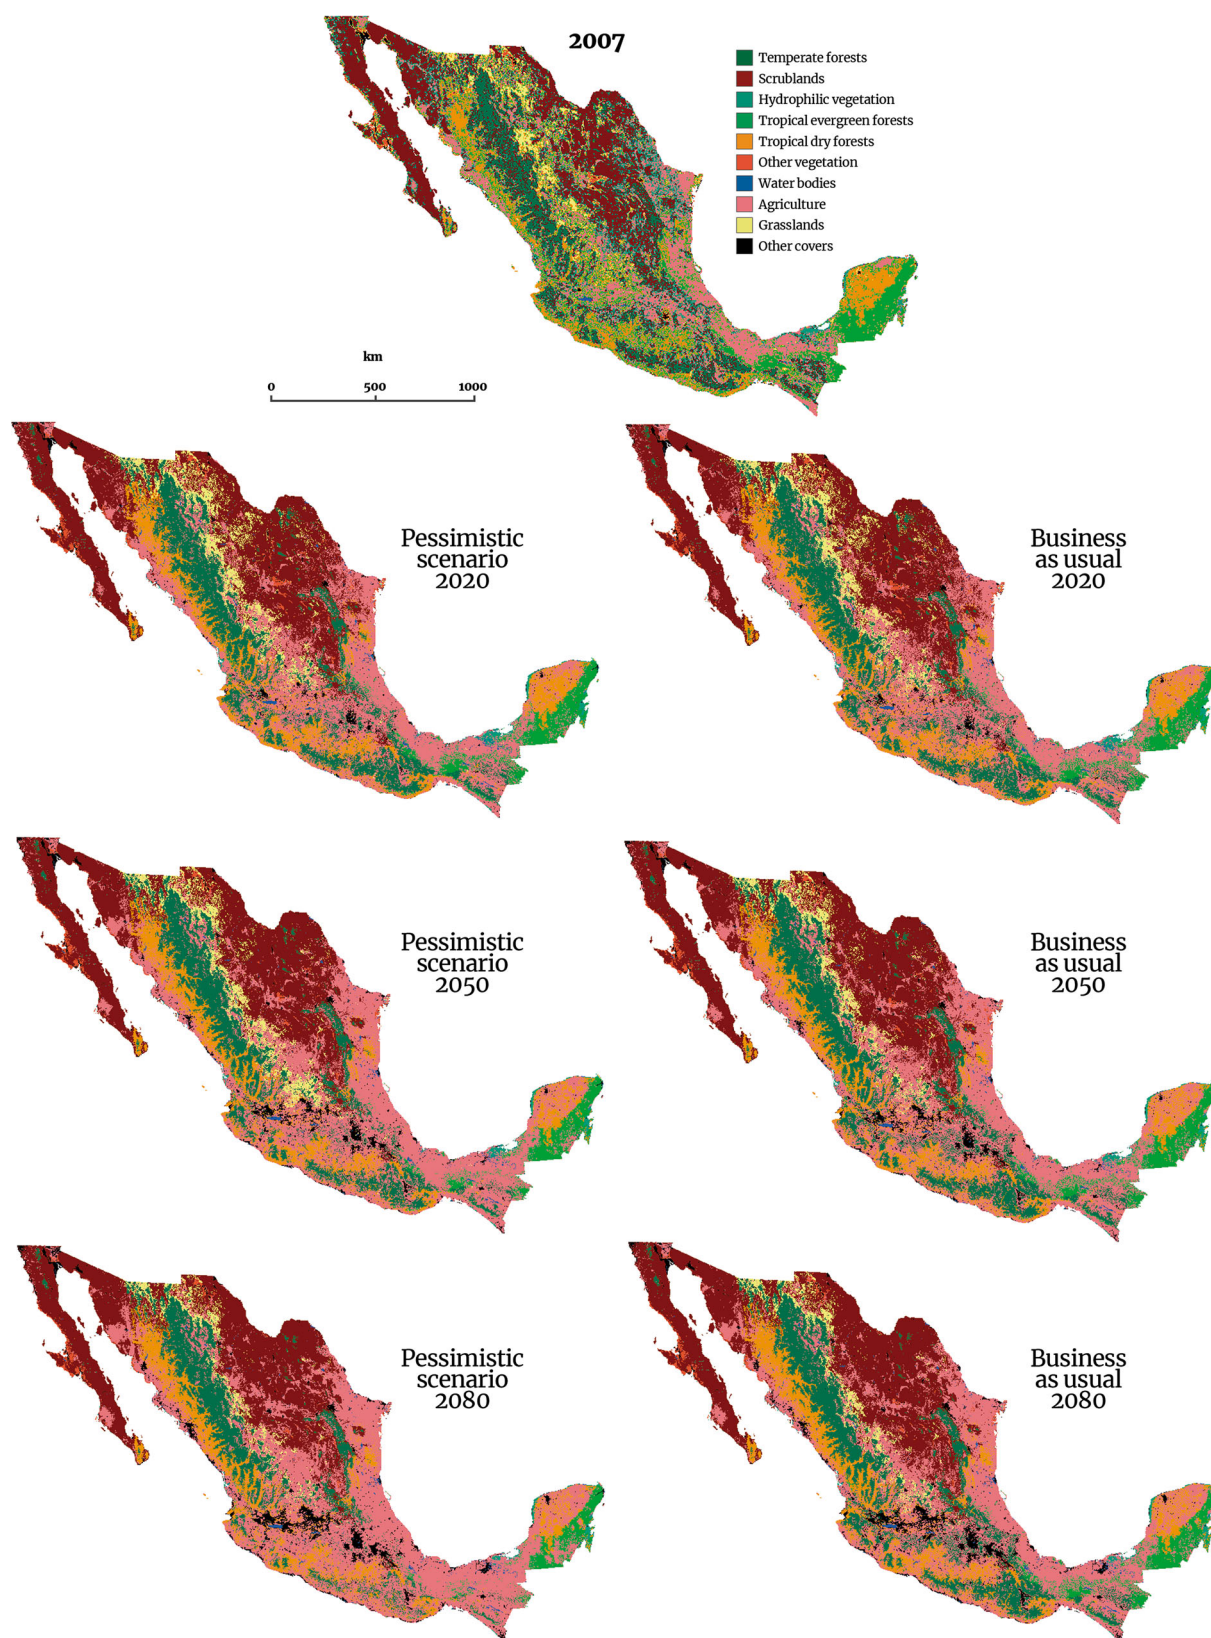 2007
Temperate forests
Scrublands
Hydrophilic vegetation
Tropical evergreen forests
Tropical dry forests
Other vegetation
Water bodies
Agriculture
Grasslands
Other covers
km
0 500 1000
Pessimistic
scenario
2020
Business
as usual
2020
Pessimistic
scenario
2050
Business
as usual
2050
Pessimistic
scenario
2080
Business
as usual
2080